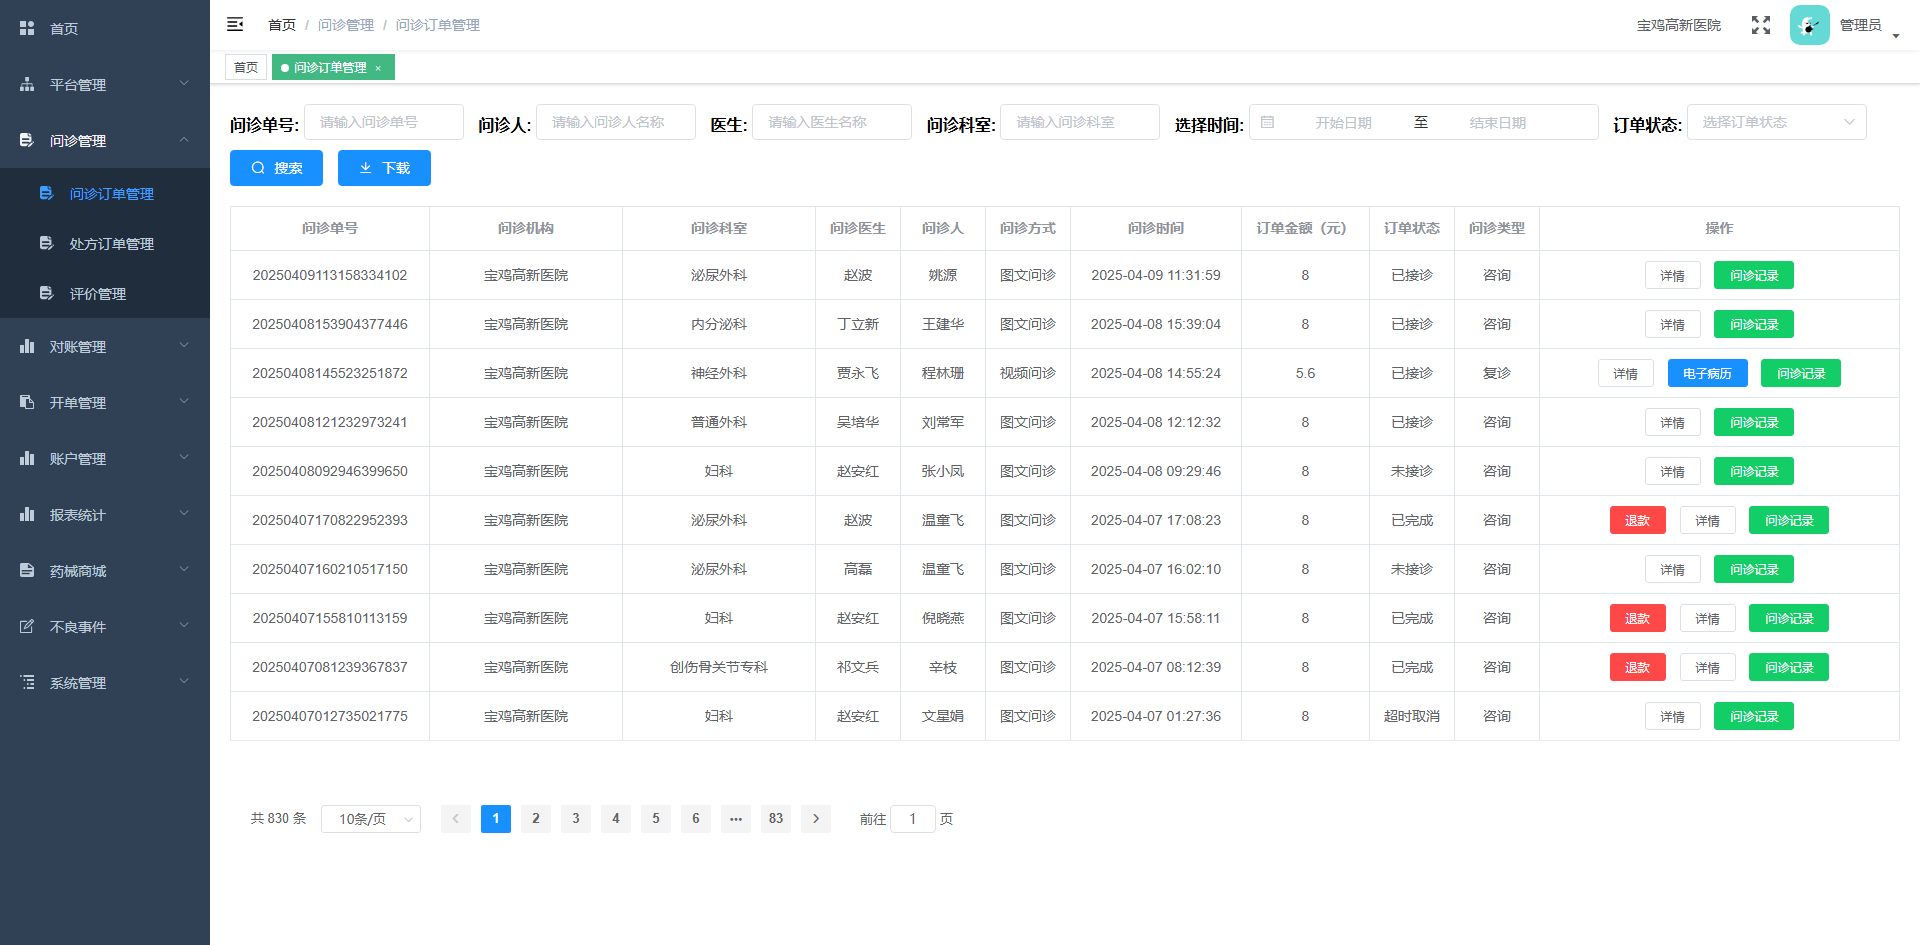 首页
平台管理
问诊管理
问诊订单管理
处方订单管理
评价管理
对账管理
开单管理
账户管理
报表统计
药械商城
不良事件
系统管理
首页 / 问诊管理 / 问诊订单管理
宝鸡高新医院 管理员
首页 问诊订单管理 ×
问诊单号: 请输入问诊单号 问诊人: 请输入问诊人名称 医生: 请输入医生名称 问诊科室: 请输入问诊科室 选择时间: 开始日期 至 结束日期 订单状态: 选择订单状态
搜索 下载
问诊单号 问诊机构 问诊科室 问诊医生 问诊人 问诊方式 问诊时间 订单金额（元） 订单状态 问诊类型 操作
20250409113158334102 宝鸡高新医院 泌尿外科 赵波 姚源 图文问诊 2025-04-09 11:31:59 8 已接诊 咨询 详情 问诊记录
20250408153904377446 宝鸡高新医院 内分泌科 丁立新 王建华 图文问诊 2025-04-08 15:39:04 8 已接诊 咨询 详情 问诊记录
20250408145523251872 宝鸡高新医院 神经外科 贾永飞 程林珊 视频问诊 2025-04-08 14:55:24 5.6 已接诊 复诊 详情 电子病历 问诊记录
20250408121232973241 宝鸡高新医院 普通外科 吴培华 刘常军 图文问诊 2025-04-08 12:12:32 8 已接诊 咨询 详情 问诊记录
20250408092946399650 宝鸡高新医院 妇科 赵安红 张小凤 图文问诊 2025-04-08 09:29:46 8 未接诊 咨询 详情 问诊记录
20250407170822952393 宝鸡高新医院 泌尿外科 赵波 温童飞 图文问诊 2025-04-07 17:08:23 8 已完成 咨询 退款 详情 问诊记录
20250407160210517150 宝鸡高新医院 泌尿外科 高磊 温童飞 图文问诊 2025-04-07 16:02:10 8 未接诊 咨询 详情 问诊记录
20250407155810113159 宝鸡高新医院 妇科 赵安红 倪晓燕 图文问诊 2025-04-07 15:58:11 8 已完成 咨询 退款 详情 问诊记录
20250407081239367837 宝鸡高新医院 创伤骨关节专科 祁文兵 辛枝 图文问诊 2025-04-07 08:12:39 8 已完成 咨询 退款 详情 问诊记录
20250407012735021775 宝鸡高新医院 妇科 赵安红 文星娟 图文问诊 2025-04-07 01:27:36 8 超时取消 咨询 详情 问诊记录
共 830 条 10条/页 1 2 3 4 5 6 ··· 83 前往 1 页